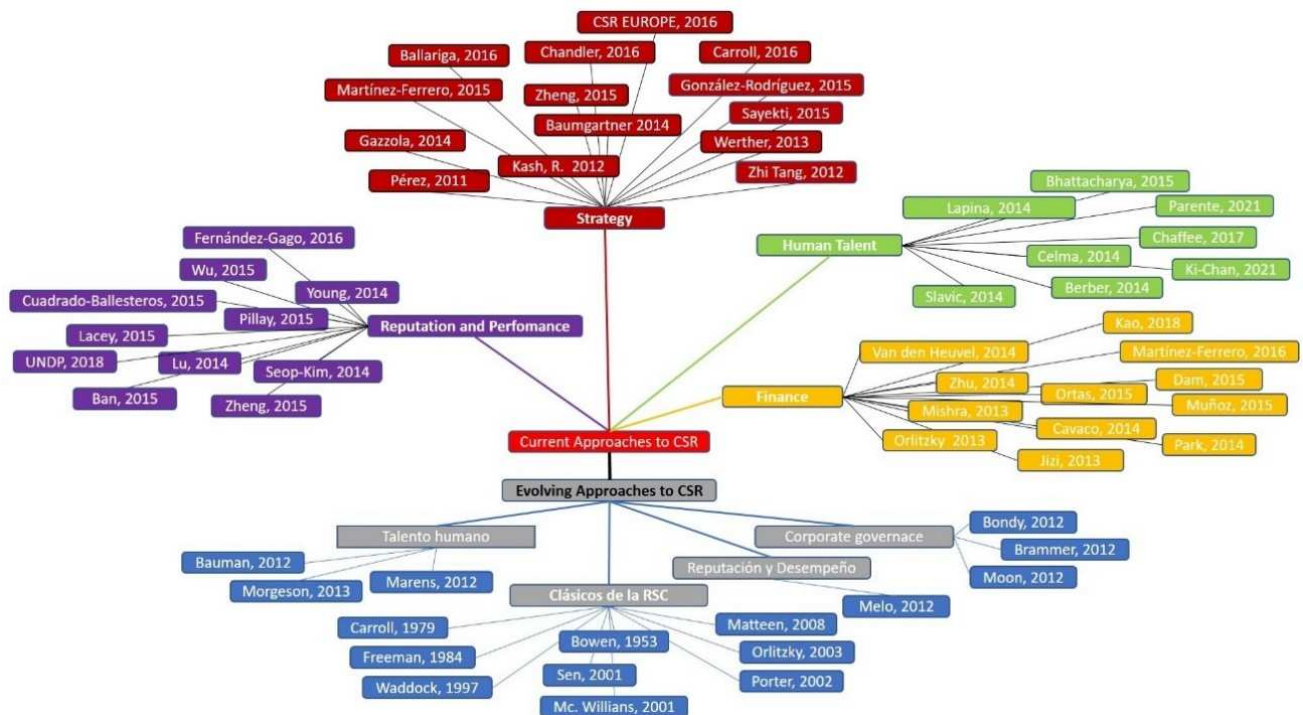 CSR EUROPE, 2016
Ballariga, 2016
Chandler, 2016
Carroll, 2016
Martínez-Ferrero, 2015
Zheng, 2015
González-Rodríguez, 2015
Baumgartner 2014
Sayekti, 2015
Gazzola, 2014
Werther, 2013
Kash, R. 2012
Zhi Tang, 2012
Pérez, 2011
Strategy
Bhattacharya, 2015
Lapina, 2014
Parente, 2021
Human Talent
Chaffee, 2017
Celma, 2014
Ki-Chan, 2021
Berber, 2014
Slavic, 2014
Fernández-Gago, 2016
Wu, 2015
Young, 2014
Cuadrado-Ballesteros, 2015
Pillay, 2015
Reputation and Perfomance
Lacey, 2015
UNDP, 2018
Lu, 2014
Seop-Kim, 2014
Ban, 2015
Zheng, 2015
Kao, 2018
Van den Heuvel, 2014
Martínez-Ferrero, 2016
Zhu, 2014
Dam, 2015
Finance
Ortas, 2015
Muñoz, 2015
Mishra, 2013
Cavaco, 2014
Orlitzky 2013
Park, 2014
Jizi, 2013
Current Approaches to CSR
Evolving Approaches to CSR
Talento humano
Corporate governace
Bondy, 2012
Bauman, 2012
Brammer, 2012
Marens, 2012
Reputación y Desempeño
Moon, 2012
Morgeson, 2013
Clásicos de la RSC
Melo, 2012
Carroll, 1979
Matteen, 2008
Bowen, 1953
Freeman, 1984
Orlitzky, 2003
Sen, 2001
Waddock, 1997
Porter, 2002
Mc. Willians, 2001